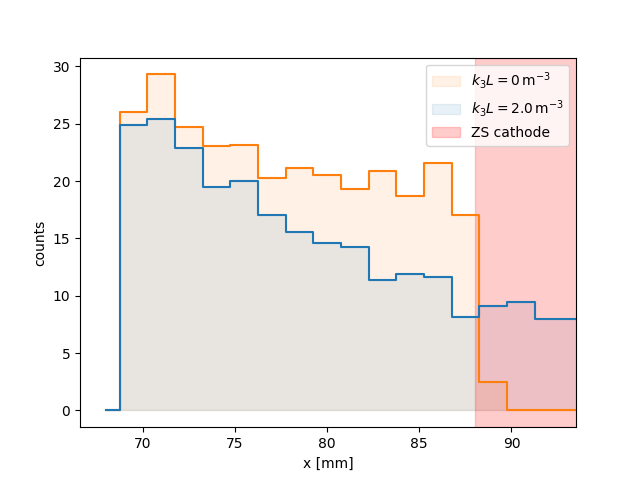 30
25
20
15
10
5
0
counts
70 75 80 85 90
x [mm]
k₃L = 0 m⁻³
k₃L = 2.0 m⁻³
ZS cathode